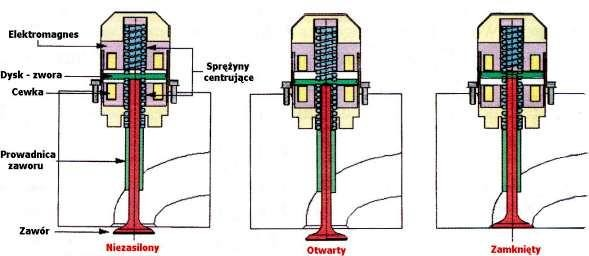 Elektromagnes
Dysk - zwora
Cewka
Sprężyny
centrujące
Prowadnica
zaworu
Zawór
Niezasilony
Otwarty
Zamknięty